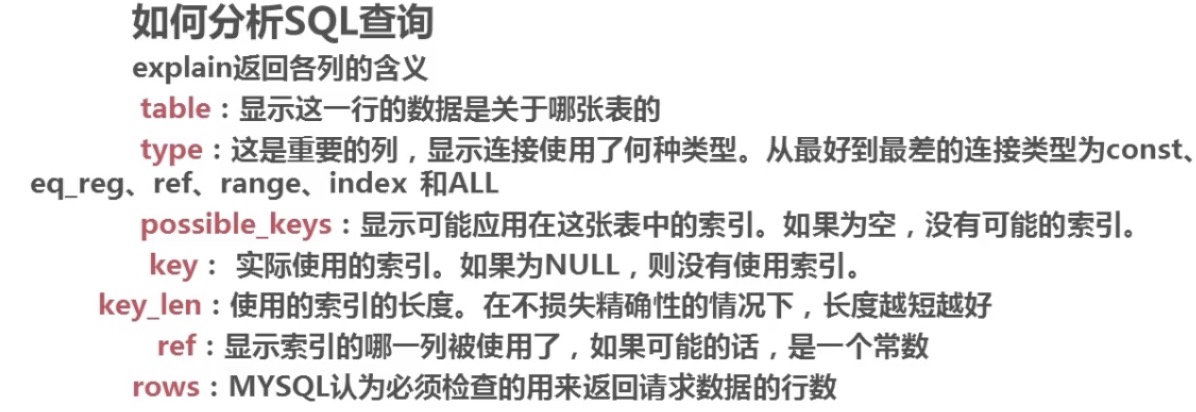 如何分析SQL查询
explain返回各列的含义
table：显示这一行的数据是关于哪张表的
type：这是重要的列，显示连接使用了何种类型。从最好到最差的连接类型为const、
eq_reg、ref、range、index 和ALL
possible_keys：显示可能应用在这张表中的索引。如果为空，没有可能的索引。
key： 实际使用的索引。如果为NULL，则没有使用索引。
key_len：使用的索引的长度。在不损失精确性的情况下，长度越短越好
ref：显示索引的哪一列被使用了，如果可能的话，是一个常数
rows：MYSQL认为必须检查的用来返回请求数据的行数